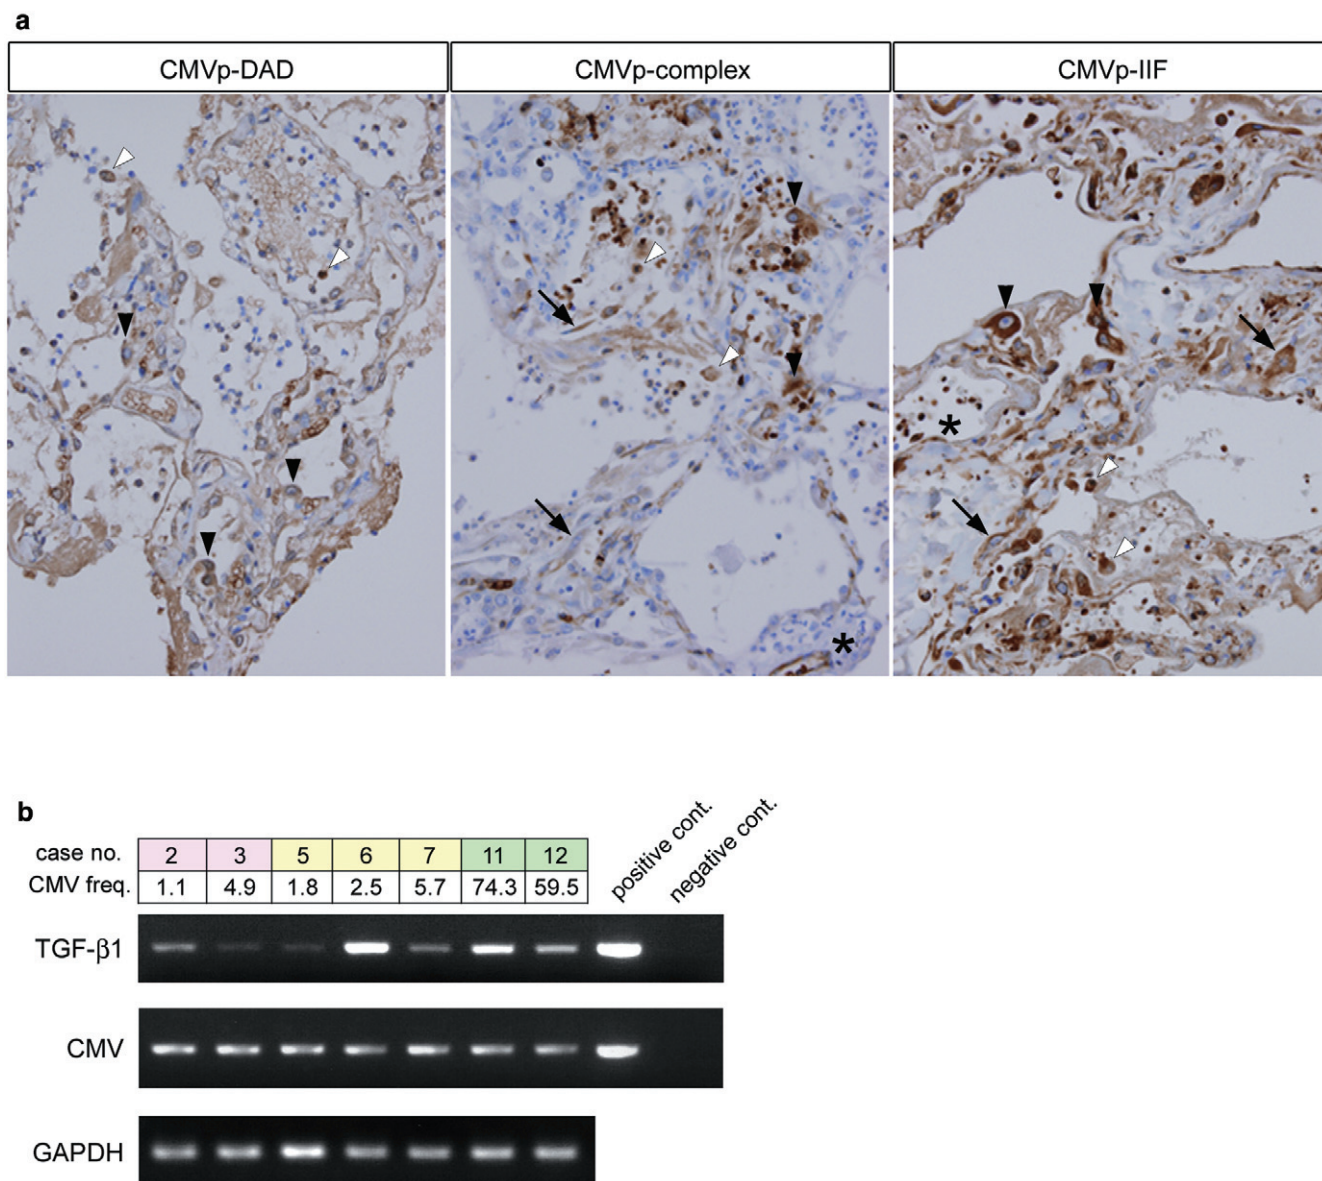 a
CMVp-DAD CMVp-complex CMVp-IIF
* *
b
case no. 2 3 5 6 7 11 12 positive cont. negative cont.
CMV freq. 1.1 4.9 1.8 2.5 5.7 74.3 59.5
TGF-β1
CMV
GAPDH